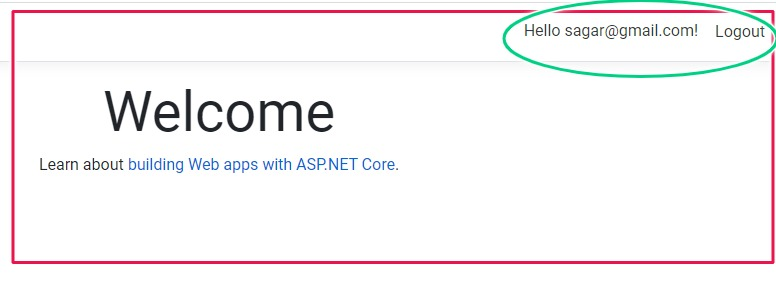 Hello sagar@gmail.com! Logout
Welcome
Learn about building Web apps with ASP.NET Core.